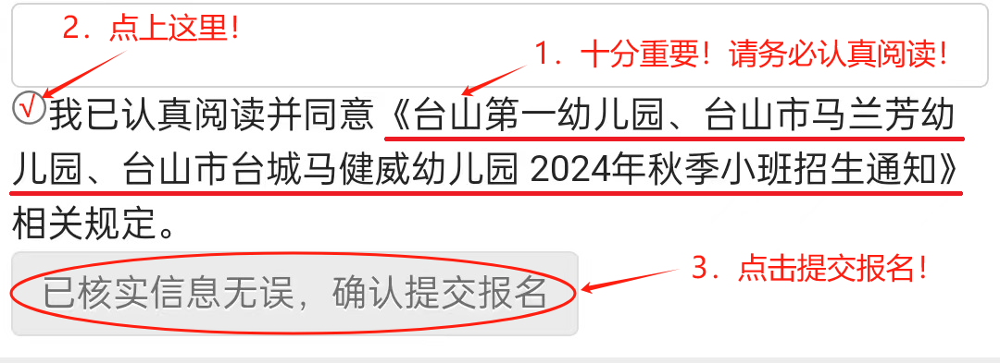 2．点上这里！
1．十分重要！请务必认真阅读！
√我已认真阅读并同意《台山第一幼儿园、台山市马兰芳幼
儿园、台山市台城马健威幼儿园 2024年秋季小班招生通知》
相关规定。
3．点击提交报名！
已核实信息无误，确认提交报名